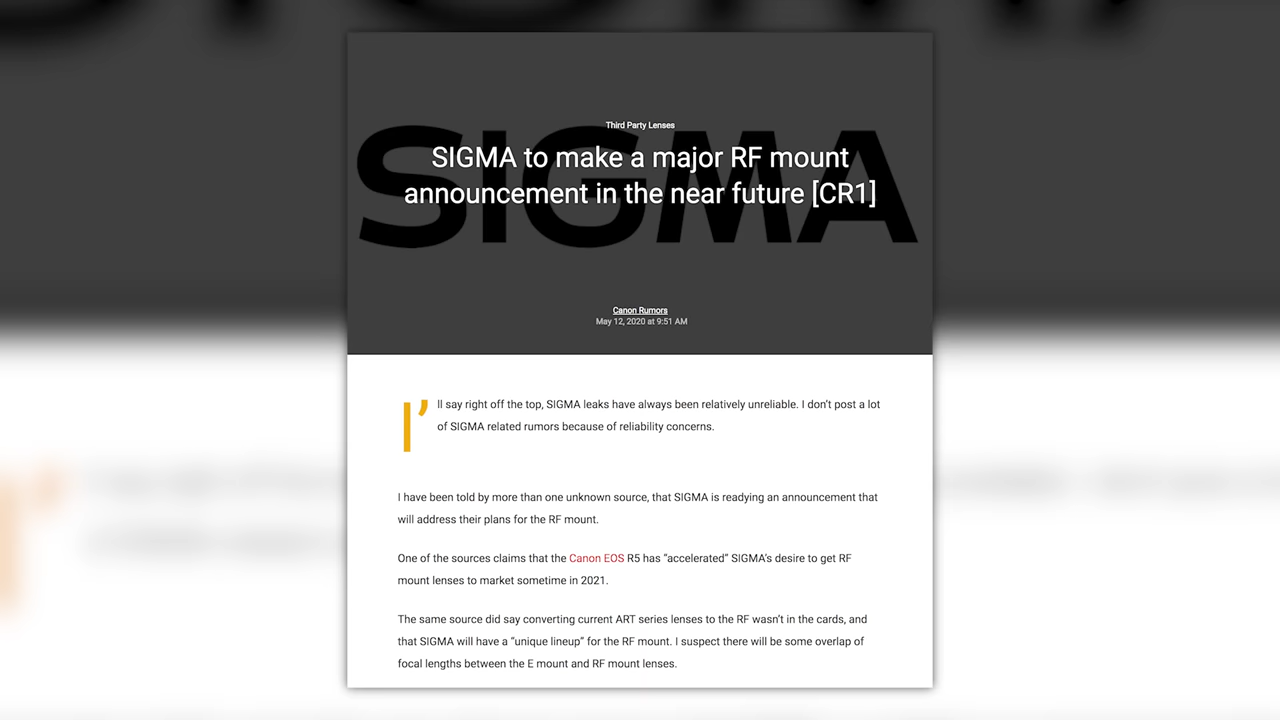 Third Party Lenses
SIGMA
SIGMA to make a major RF mount
announcement in the near future [CR1]
Canon Rumors
May 12, 2020 at 9:51 AM
I'll say right off the top, SIGMA leaks have always been relatively unreliable. I don't post a lot
of SIGMA related rumors because of reliability concerns.
I have been told by more than one unknown source, that SIGMA is readying an announcement that
will address their plans for the RF mount.
One of the sources claims that the Canon EOS R5 has “accelerated” SIGMA's desire to get RF
mount lenses to market sometime in 2021.
The same source did say converting current ART series lenses to the RF wasn't in the cards, and
that SIGMA will have a “unique lineup” for the RF mount. I suspect there will be some overlap of
focal lengths between the E mount and RF mount lenses.